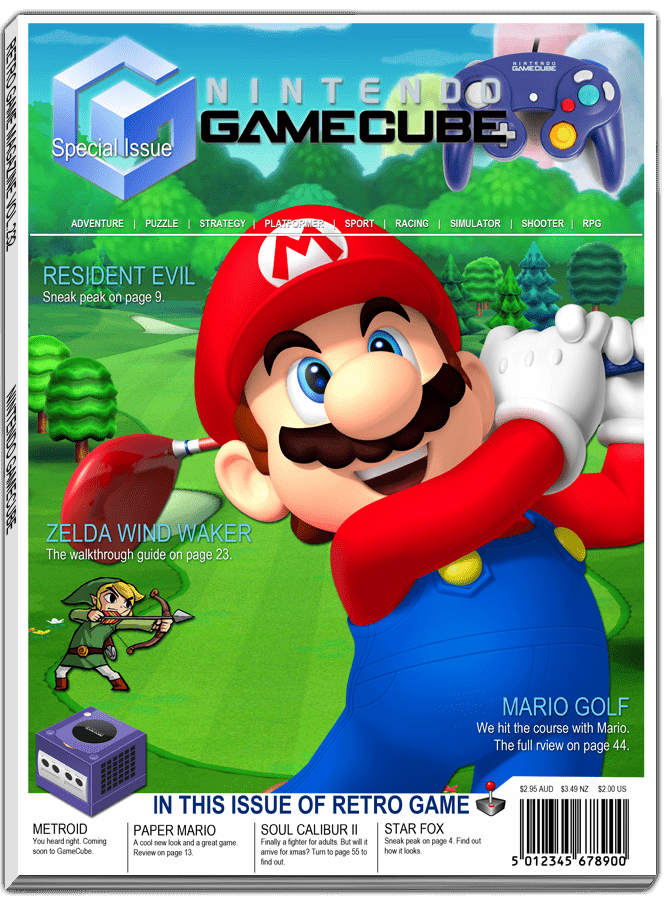 NINTENDO
GAMECUBE
Special Issue
NINTENDO
GAMECUBE
ADVENTURE | PUZZLE | STRATEGY | PLATFORMER | SPORT | RACING | SIMULATOR | SHOOTER | RPG
M
RESIDENT EVIL
Sneak peak on page 9.
ZELDA WIND WAKER
The walkthrough guide on page 23.
MARIO GOLF
We hit the course with Mario.
The full rview on page 44.
$2.95 AUD $3.49 NZ $2.00 US
IN THIS ISSUE OF RETRO GAME
METROID
You heard right. Coming
soon to GameCube.
PAPER MARIO
A cool new look and a great game.
Review on page 13.
SOUL CALIBUR II
Finally a fighter for adults. But will it
arrive for xmas? Turn to page 55 to
find out.
STAR FOX
Sneak peak on page 4. Find out
how it looks.
5 012345 678900
RETRO GAME MAGAZINE VOL.
NINTENDO GAMECUBE